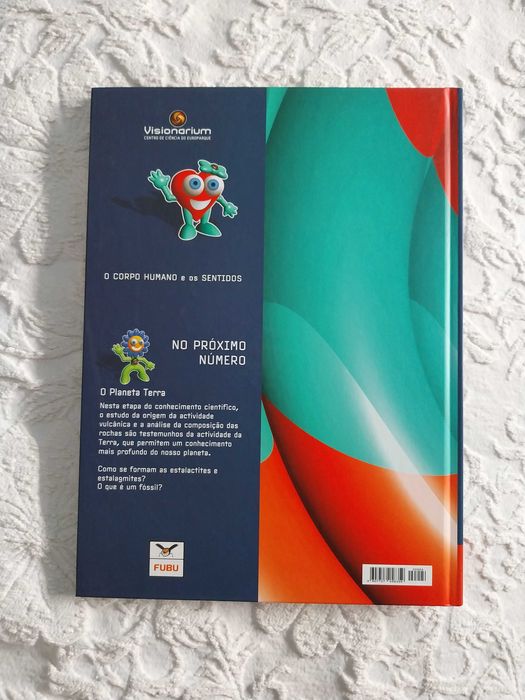 Visionarium
CENTRO DE CIÊNCIA DO EUROPARQUE
O CORPO HUMANO e os SENTIDOS
NO PRÓXIMO
NÚMERO
O Planeta Terra
Nesta etapa do conhecimento científico,
o estudo da origem da actividade
vulcânica e a análise da composição das
rochas são testemunhos da actividade da
Terra, que permitem um conhecimento
mais profundo do nosso planeta.
Como se formam as estalactites e
estalagmites?
O que é um fóssil?
FUBU